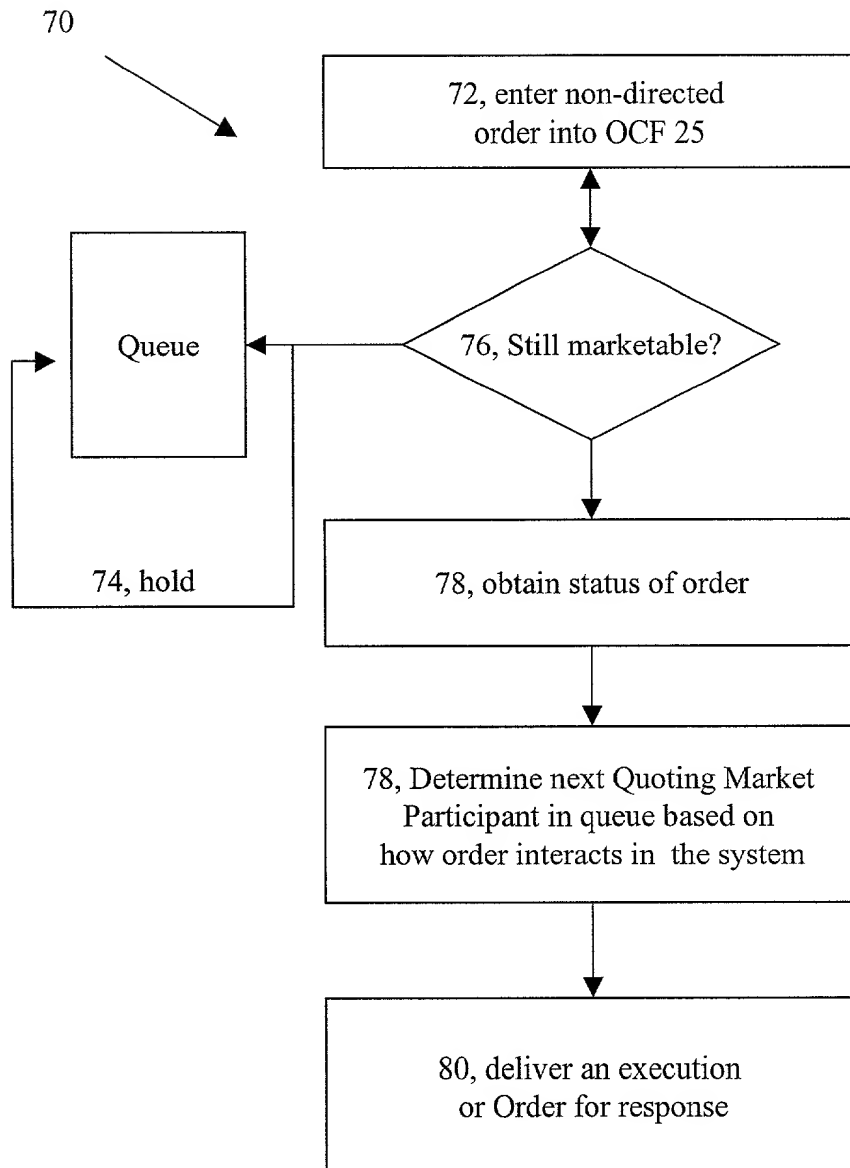 70
72, enter non-directed
order into OCF 25
Queue
76, Still marketable?
74, hold
78, obtain status of order
78, Determine next Quoting Market
Participant in queue based on
how order interacts in the system
80, deliver an execution
or Order for response